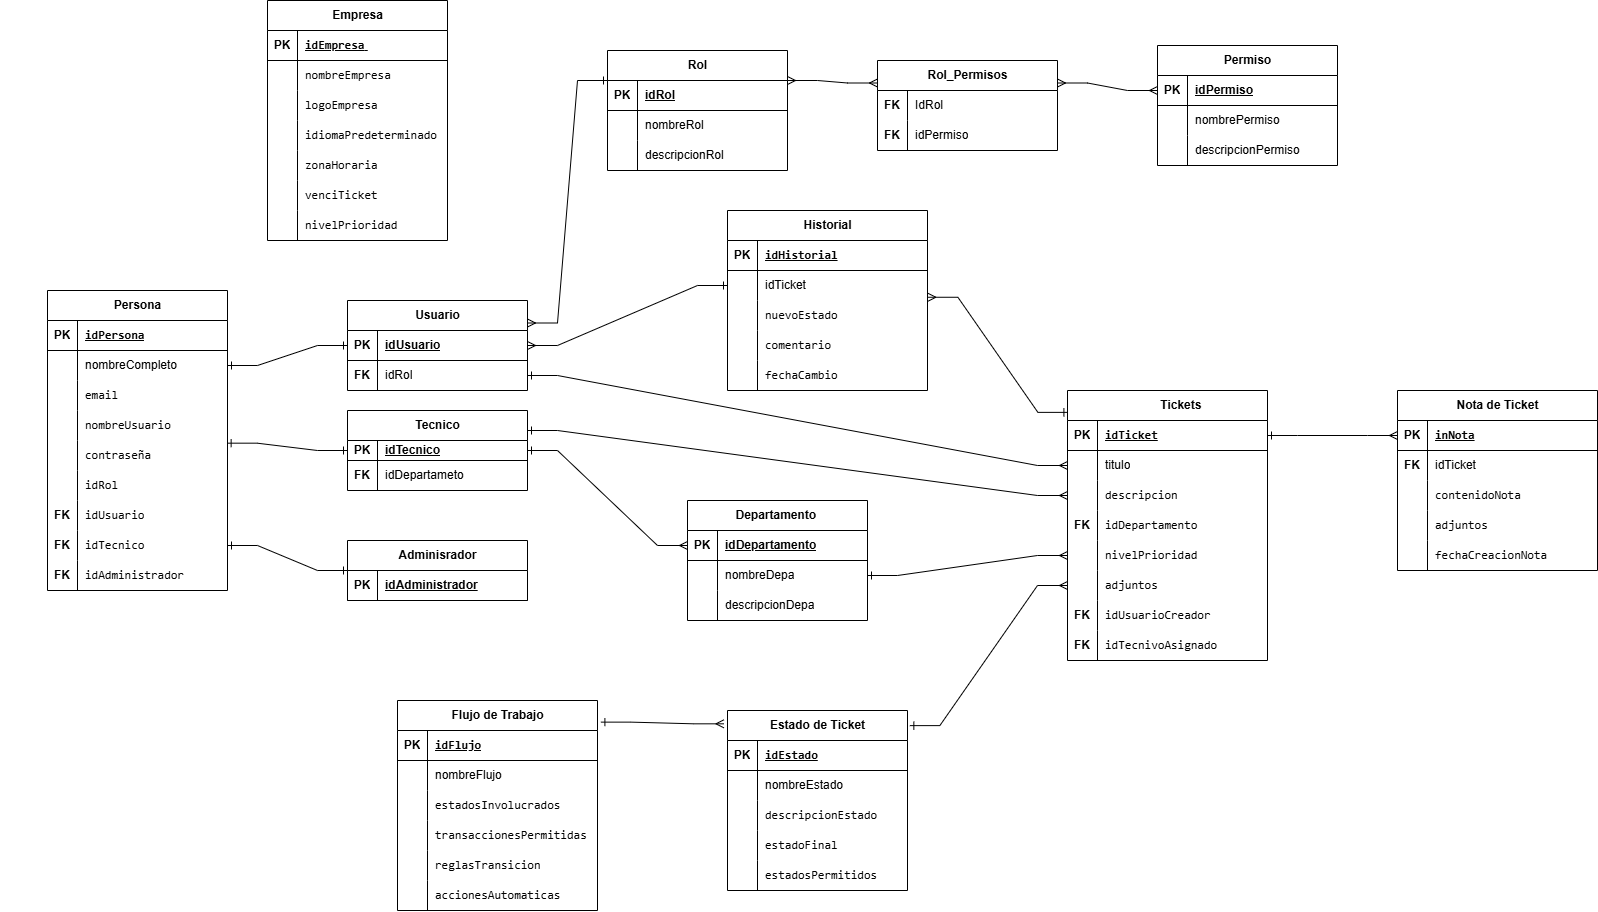 Empresa
PK idEmpresa
nombreEmpresa
logoEmpresa
idiomaPredeterminado
zonaHoraria
venciTicket
nivelPrioridad
Rol
PK idRol
nombreRol
descripcionRol
Rol_Permisos
FK IdRol
FK idPermiso
Permiso
PK idPermiso
nombrePermiso
descripcionPermiso
Historial
PK idHistorial
idTicket
nuevoEstado
comentario
fechaCambio
Persona
PK idPersona
nombreCompleto
email
nombreUsuario
contraseña
idRol
FK idUsuario
FK idTecnico
FK idAdministrador
Usuario
PK idUsuario
FK idRol
Tecnico
PK idTecnico
FK idDepartameto
Adminisrador
PK idAdministrador
Departamento
PK idDepartamento
nombreDepa
descripcionDepa
Tickets
PK idTicket
titulo
descripcion
FK idDepartamento
nivelPrioridad
adjuntos
FK idUsuarioCreador
FK idTecnivoAsignado
Nota de Ticket
PK inNota
FK idTicket
contenidoNota
adjuntos
fechaCreacionNota
Flujo de Trabajo
PK idFlujo
nombreFlujo
estadosInvolucrados
transaccionesPermitidas
reglasTransicion
accionesAutomaticas
Estado de Ticket
PK idEstado
nombreEstado
descripcionEstado
estadoFinal
estadosPermitidos